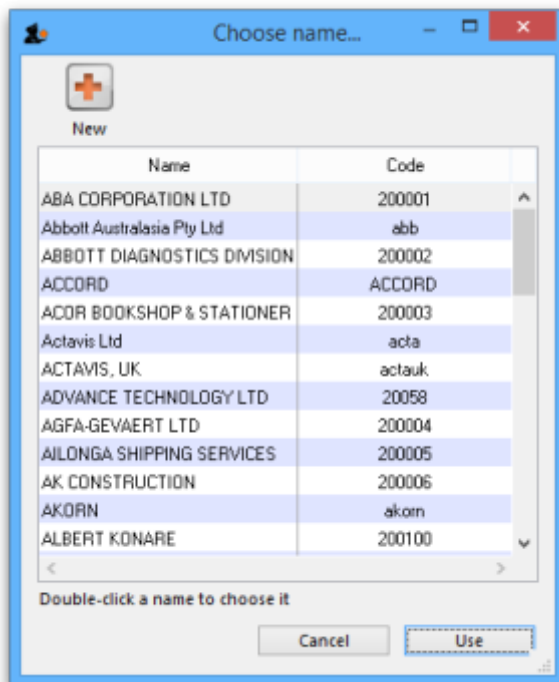 Choose name...
New
Name Code
ABA CORPORATION LTD 200001
Abbott Australasia Pty Ltd abb
ABBOTT DIAGNOSTICS DIVISION 200002
ACCORD ACCORD
ACOR BOOKSHOP & STATIONER 200003
Actavis Ltd acta
ACTAVIS, UK actauk
ADVANCE TECHNOLOGY LTD 20058
AGFA-GEVAERT LTD 200004
AILONGA SHIPPING SERVICES 200005
AK CONSTRUCTION 200006
AKORN akorn
ALBERT KONARE 200100
Double-click a name to choose it
Cancel Use